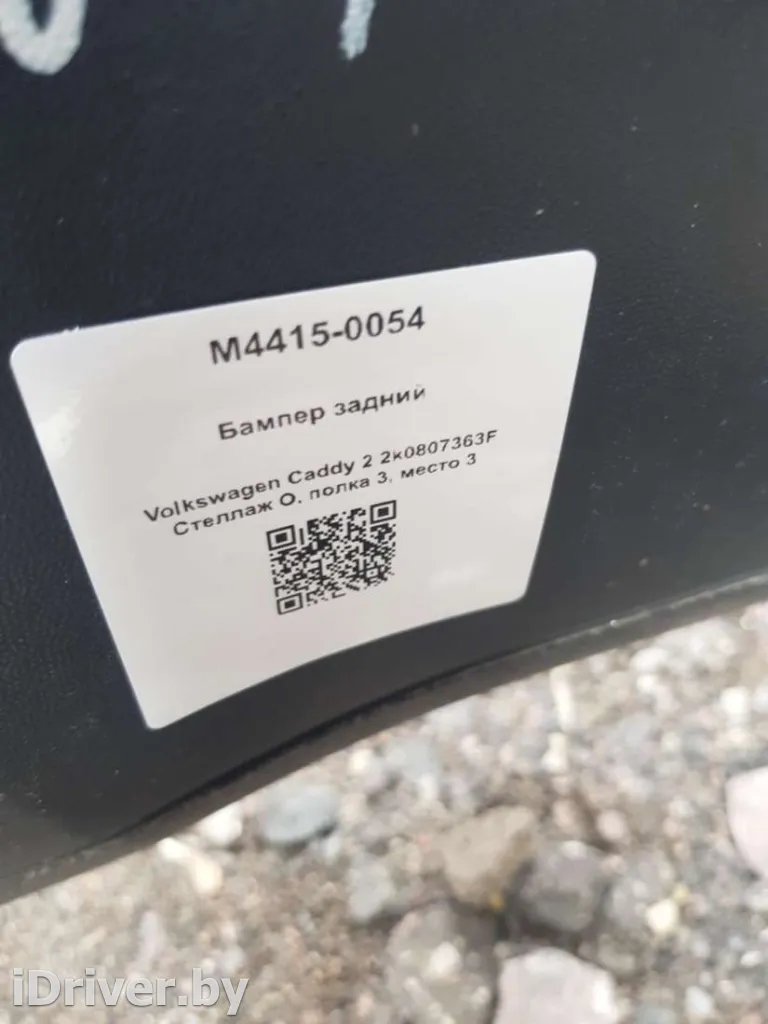 M4415-0054
Бампер задний
Volkswagen Caddy 2 2к0807363F
Стеллаж О, полка 3, место 3
iDriver.by